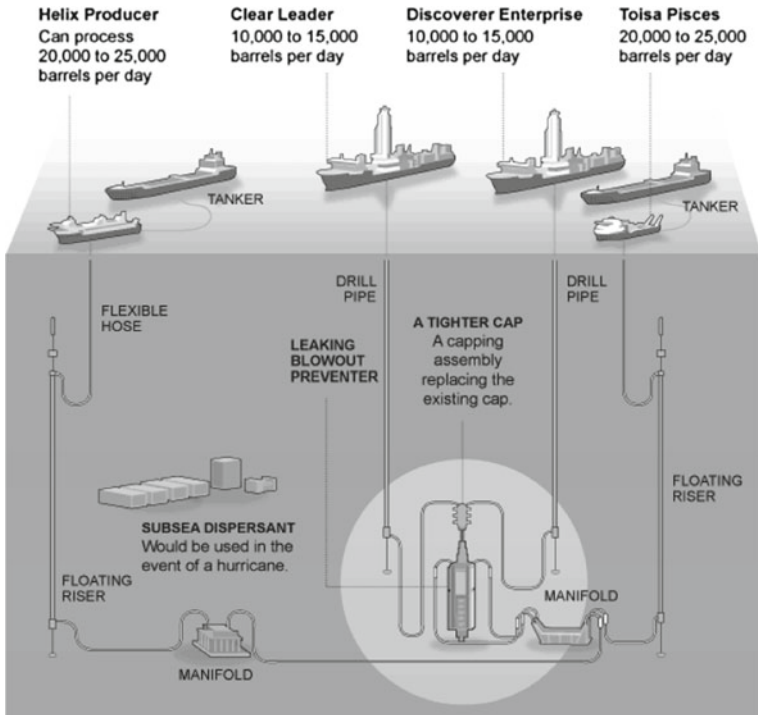 Helix Producer
Can process
20,000 to 25,000
barrels per day
Clear Leader
10,000 to 15,000
barrels per day
Discoverer Enterprise
10,000 to 15,000
barrels per day
Toisa Pisces
20,000 to 25,000
barrels per day
TANKER
TANKER
FLEXIBLE
HOSE
DRILL
PIPE
DRILL
PIPE
LEAKING
BLOWOUT
PREVENTER
A TIGHTER CAP
A capping
assembly
replacing the
existing cap.
FLOATING
RISER
SUBSEA DISPERSANT
Would be used in the
event of a hurricane.
FLOATING
RISER
MANIFOLD
MANIFOLD